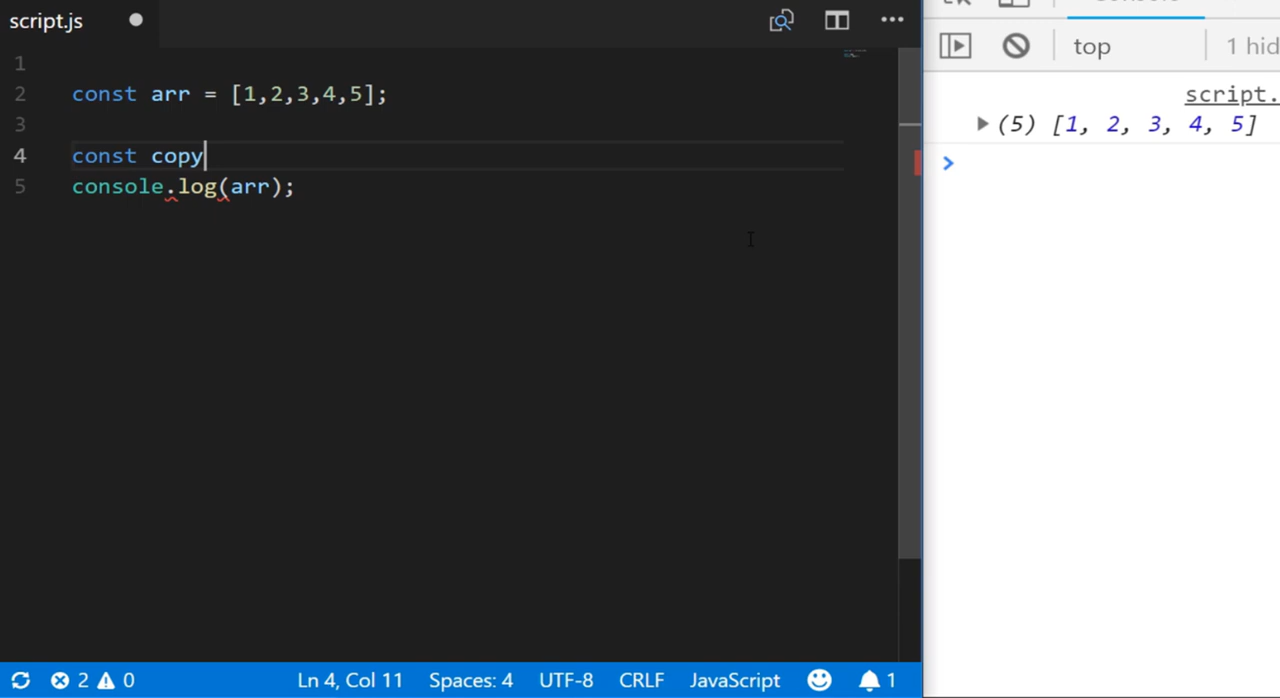 script.js
top
1 hid
1
2 const arr = [1,2,3,4,5];
3
4 const copy
5 console.log(arr);
script.
(5) [1, 2, 3, 4, 5]
2 0 Ln 4, Col 11 Spaces: 4 UTF-8 CRLF JavaScript 1